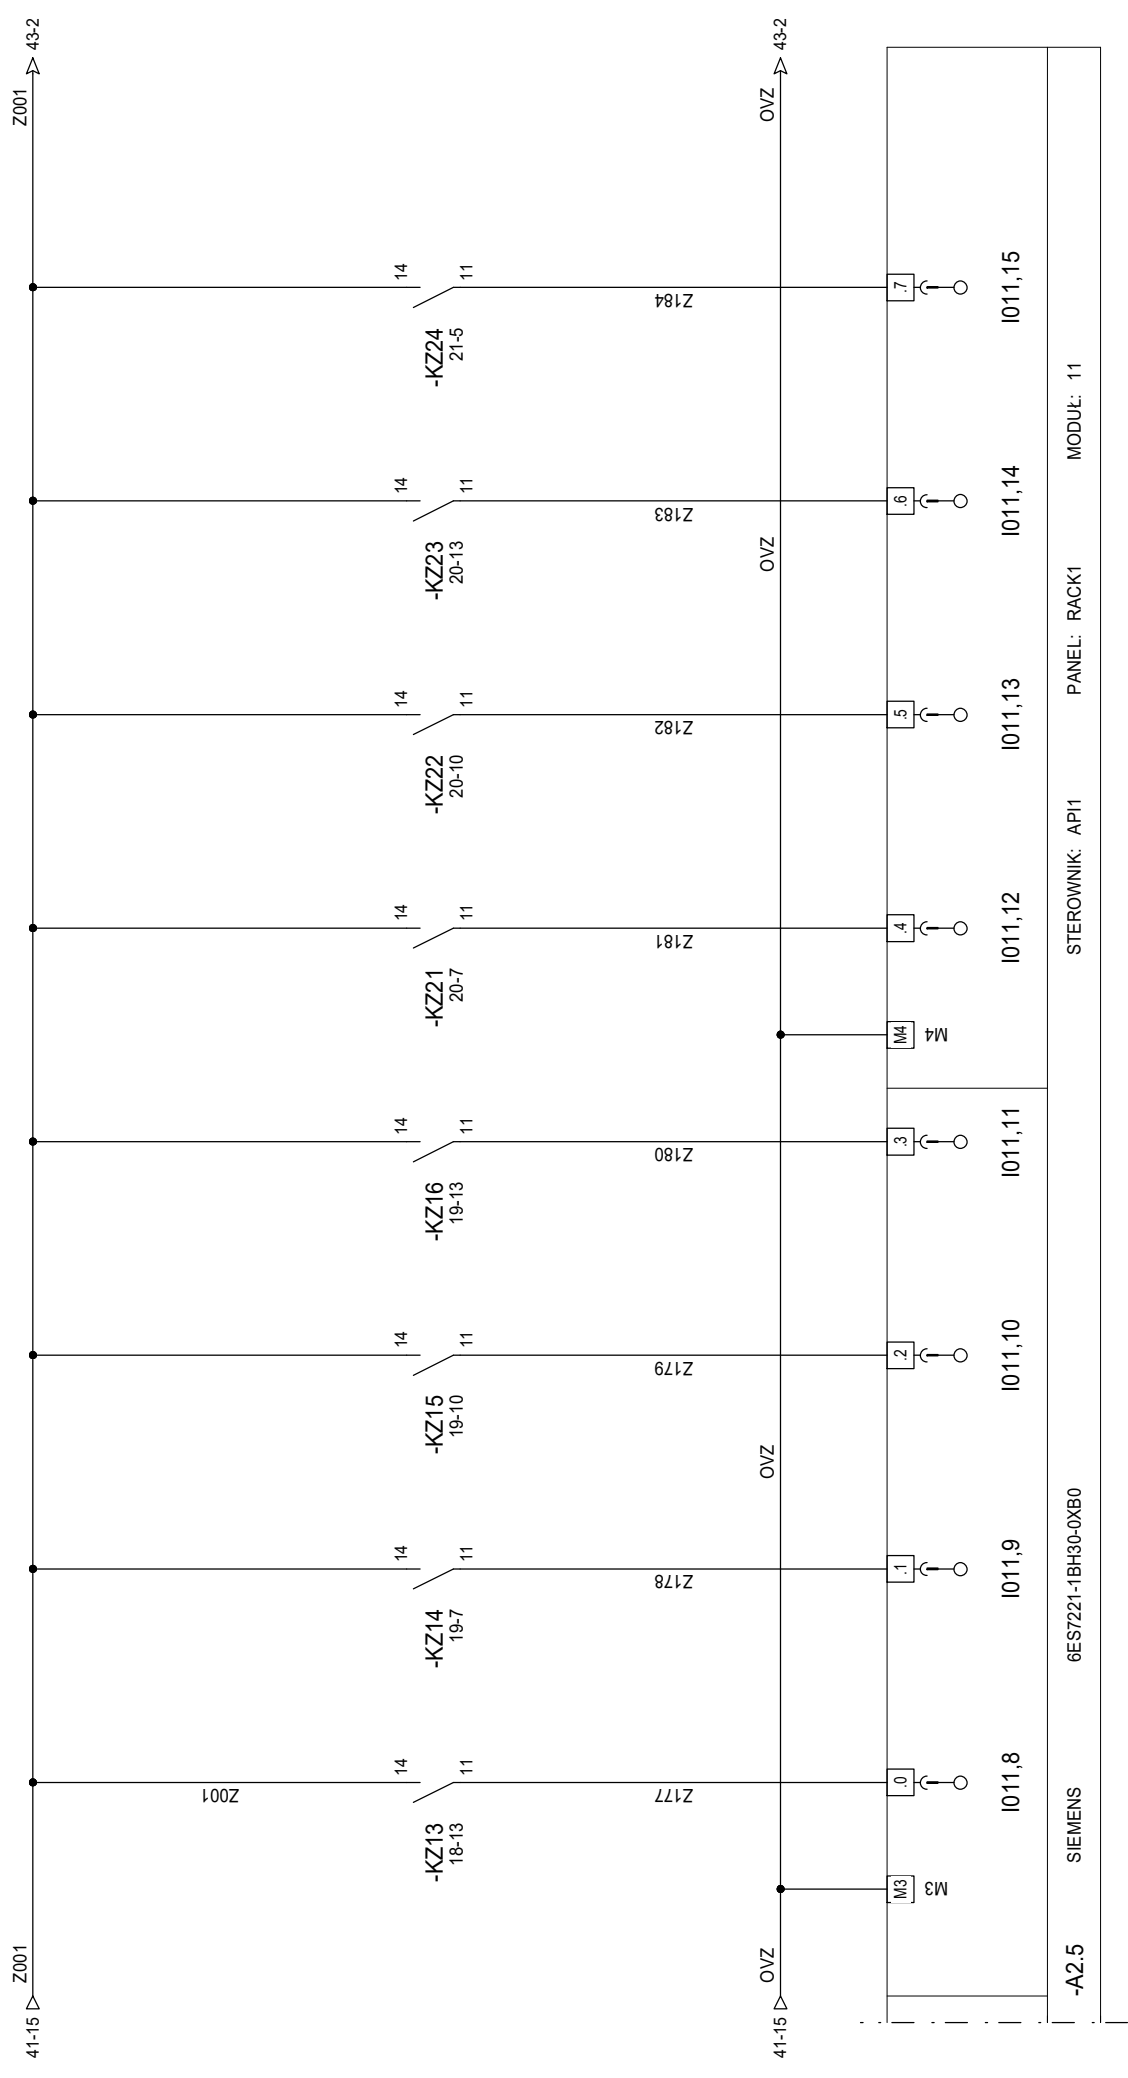 41-15 Z001 Z001 43-2
Z001
14 14 14 14 14 14 14 14
-KZ13 -KZ14 -KZ15 -KZ16 -KZ21 -KZ22 -KZ23 -KZ24
18-13 19-7 19-10 19-13 20-7 20-10 20-13 21-5
11 11 11 11 11 11 11 11
Z177 Z178 Z179 Z180 Z181 Z182 Z183 Z184
41-15 OVZ OVZ OVZ OVZ 43-2
M3 .0 .1 .2 .3 M4 .4 .5 .6 .7
M3 M4
I011,8 I011,9 I011,10 I011,11 I011,12 I011,13 I011,14 I011,15
-A2.5 SIEMENS 6ES7221-1BH30-0XB0 STEROWNIK: API1 PANEL: RACK1 MODUŁ: 11